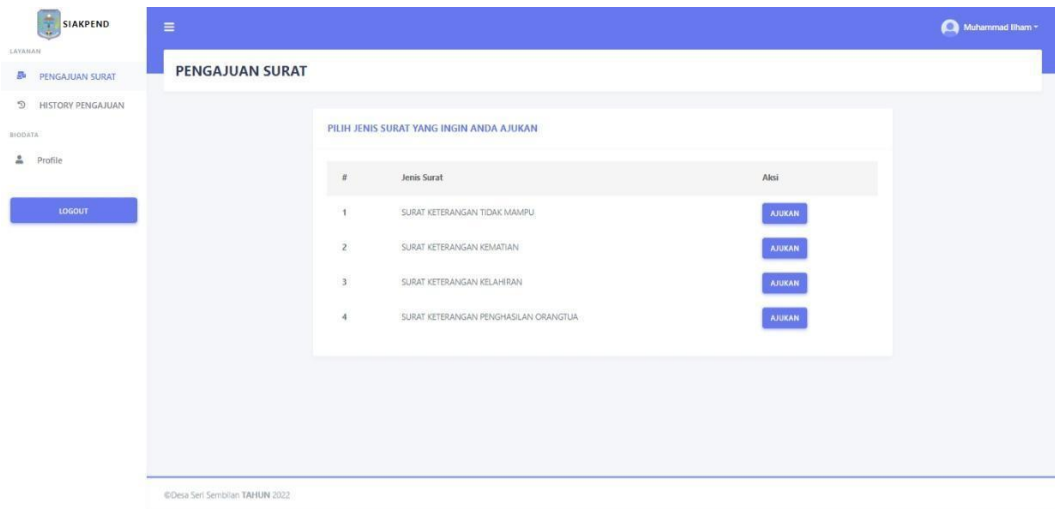 SIAKPEND
LAYANAN
PENGAJUAN SURAT
HISTORY PENGAJUAN
BIODATA
Profile
LOGOUT
Muhammad Ilham
PENGAJUAN SURAT
PILIH JENIS SURAT YANG INGIN ANDA AJUKAN
# Jenis Surat Aksi
1 SURAT KETERANGAN TIDAK MAMPU AJUKAN
2 SURAT KETERANGAN KEMATIAN AJUKAN
3 SURAT KETERANGAN KELAHIRAN AJUKAN
4 SURAT KETERANGAN PENGHASILAN ORANGTUA AJUKAN
©Desa Seri Sembilan TAHUN 2022